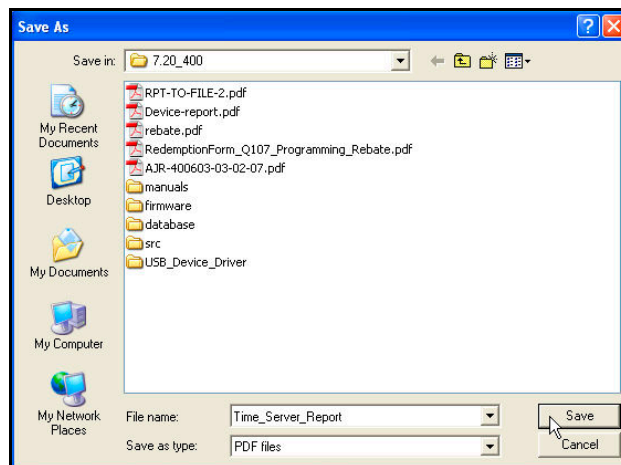 Save As
Save in:
7.20_400
My Recent
Documents
Desktop
My Documents
My Computer
My Network
Places
RPT-TO-FILE-2.pdf
Device-report.pdf
rebate.pdf
RedemptionForm_Q107_Programming_Rebate.pdf
AJR-400603-03-02-07.pdf
manuals
firmware
database
src
USB_Device_Driver
File name:
Time_Server_Report
Save
Save as type:
PDF files
Cancel